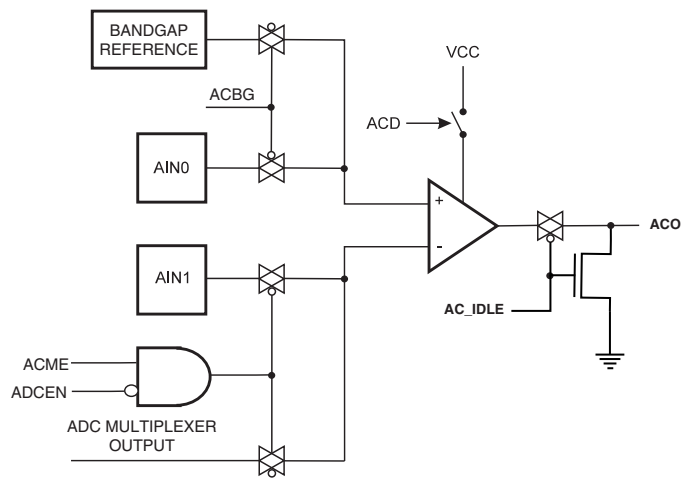 BANDGAP
REFERENCE
VCC
ACBG
ACD
AIN0
+
-
ACO
AIN1
AC_IDLE
ACME
ADCEN
ADC MULTIPLEXER
OUTPUT